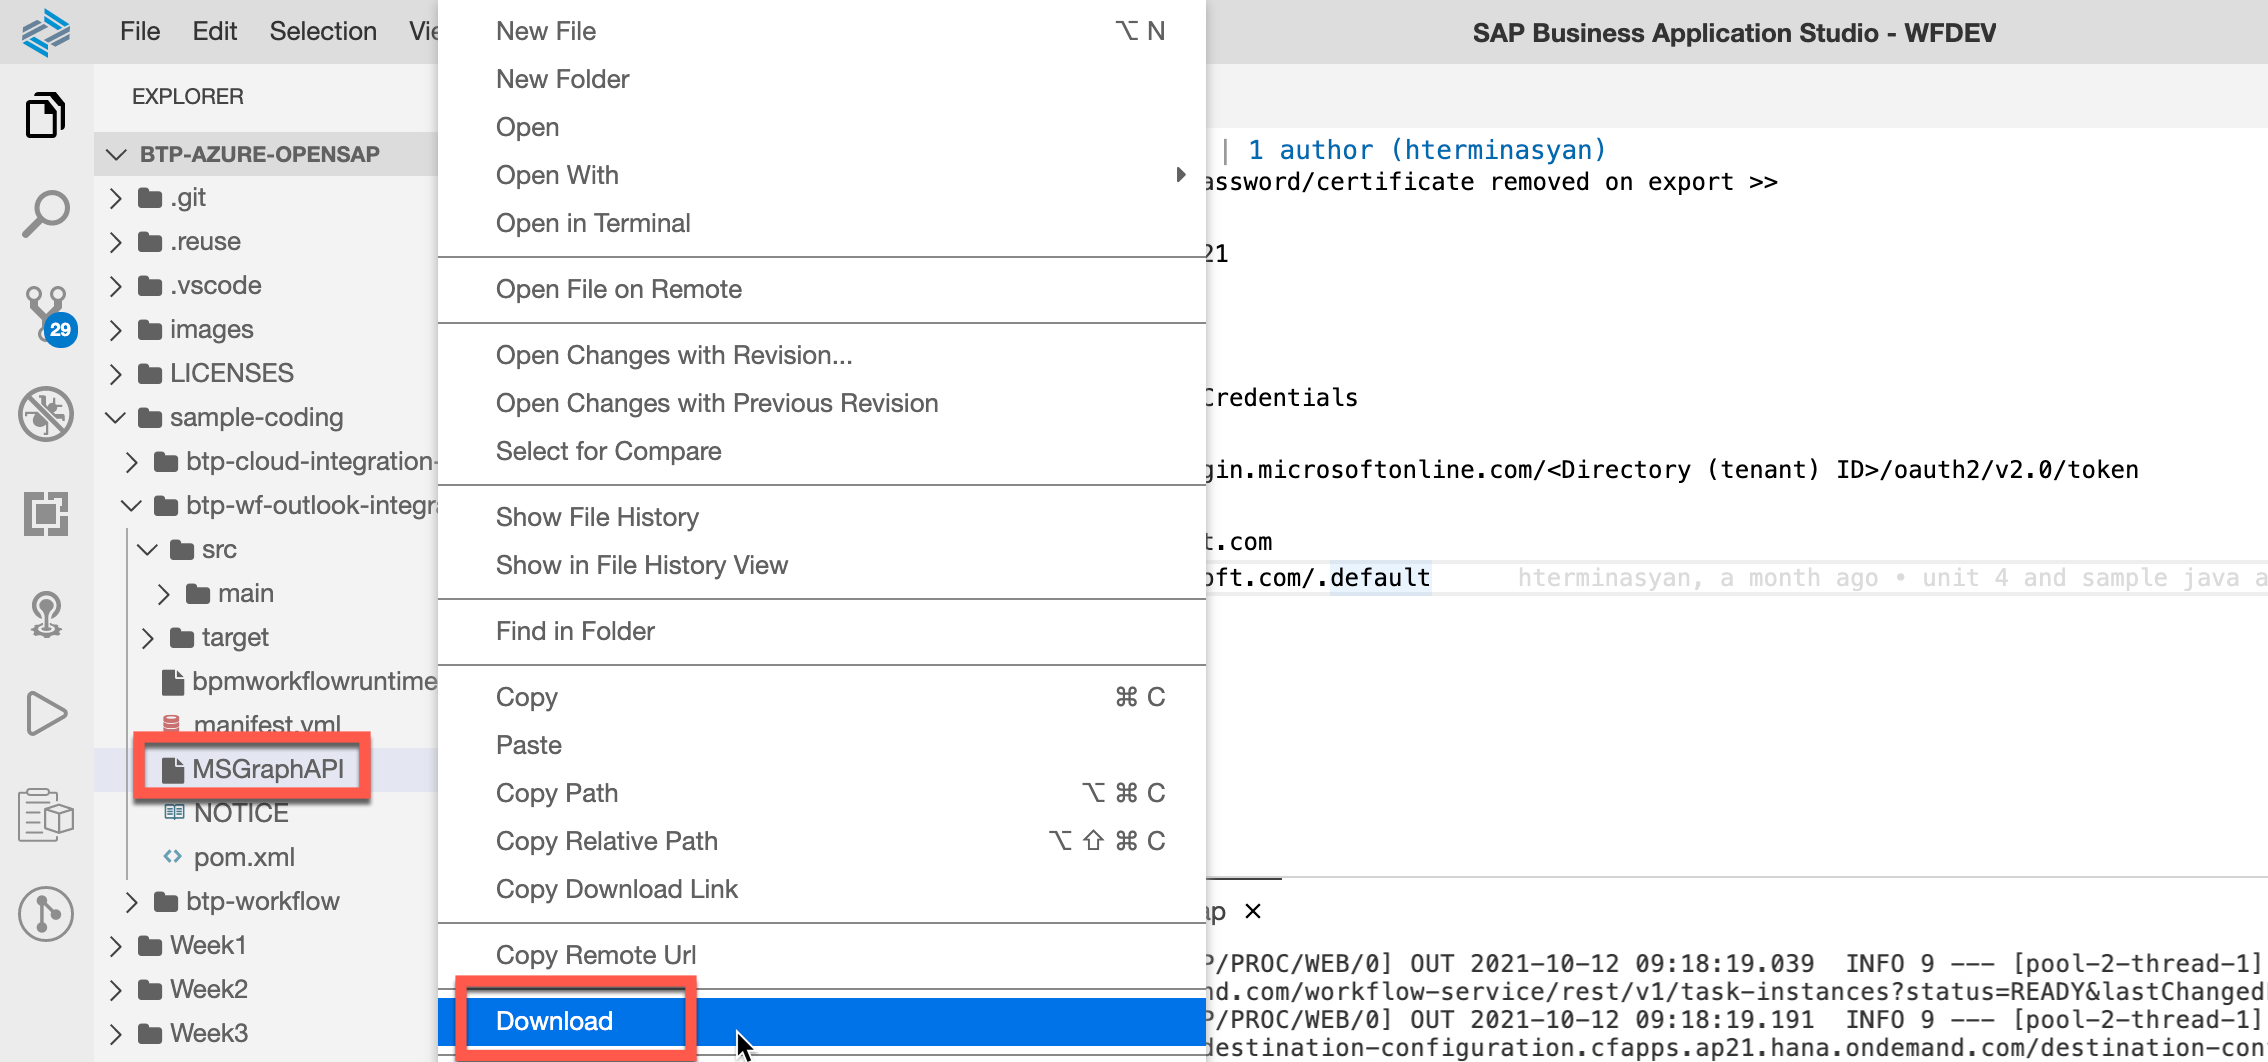 File Edit Selection Vie
SAP Business Application Studio - WFDEV
EXPLORER
BTP-AZURE-OPENSAP
.git
.reuse
.vscode
images
LICENSES
sample-coding
btp-cloud-integration-
btp-wf-outlook-integra
src
main
target
bpmworkflowruntime
manifest.yml
MSGraphAPI
NOTICE
pom.xml
btp-workflow
Week1
Week2
Week3
29
New File ⌥ N
New Folder
Open
Open With
Open in Terminal
Open File on Remote
Open Changes with Revision...
Open Changes with Previous Revision
Select for Compare
Show File History
Show in File History View
Find in Folder
Copy ⌘ C
Paste
Copy Path ⌥ ⌘ C
Copy Relative Path ⌥ ⇧ ⌘ C
Copy Download Link
Copy Remote Url
Download
| 1 author (hterminasyan)
assword/certificate removed on export >>
21
Credentials
gin.microsoftonline.com/<Directory (tenant) ID>/oauth2/v2.0/token
t.com
oft.com/.default hterminasyan, a month ago • unit 4 and sample java a
ap ×
P/PROC/WEB/0] OUT 2021-10-12 09:18:19.039 INFO 9 --- [pool-2-thread-1]
nd.com/workflow-service/rest/v1/task-instances?status=READY&lastChanged
P/PROC/WEB/0] OUT 2021-10-12 09:18:19.191 INFO 9 --- [pool-2-thread-1]
destination-configuration.cfapps.ap21.hana.ondemand.com/destination-con